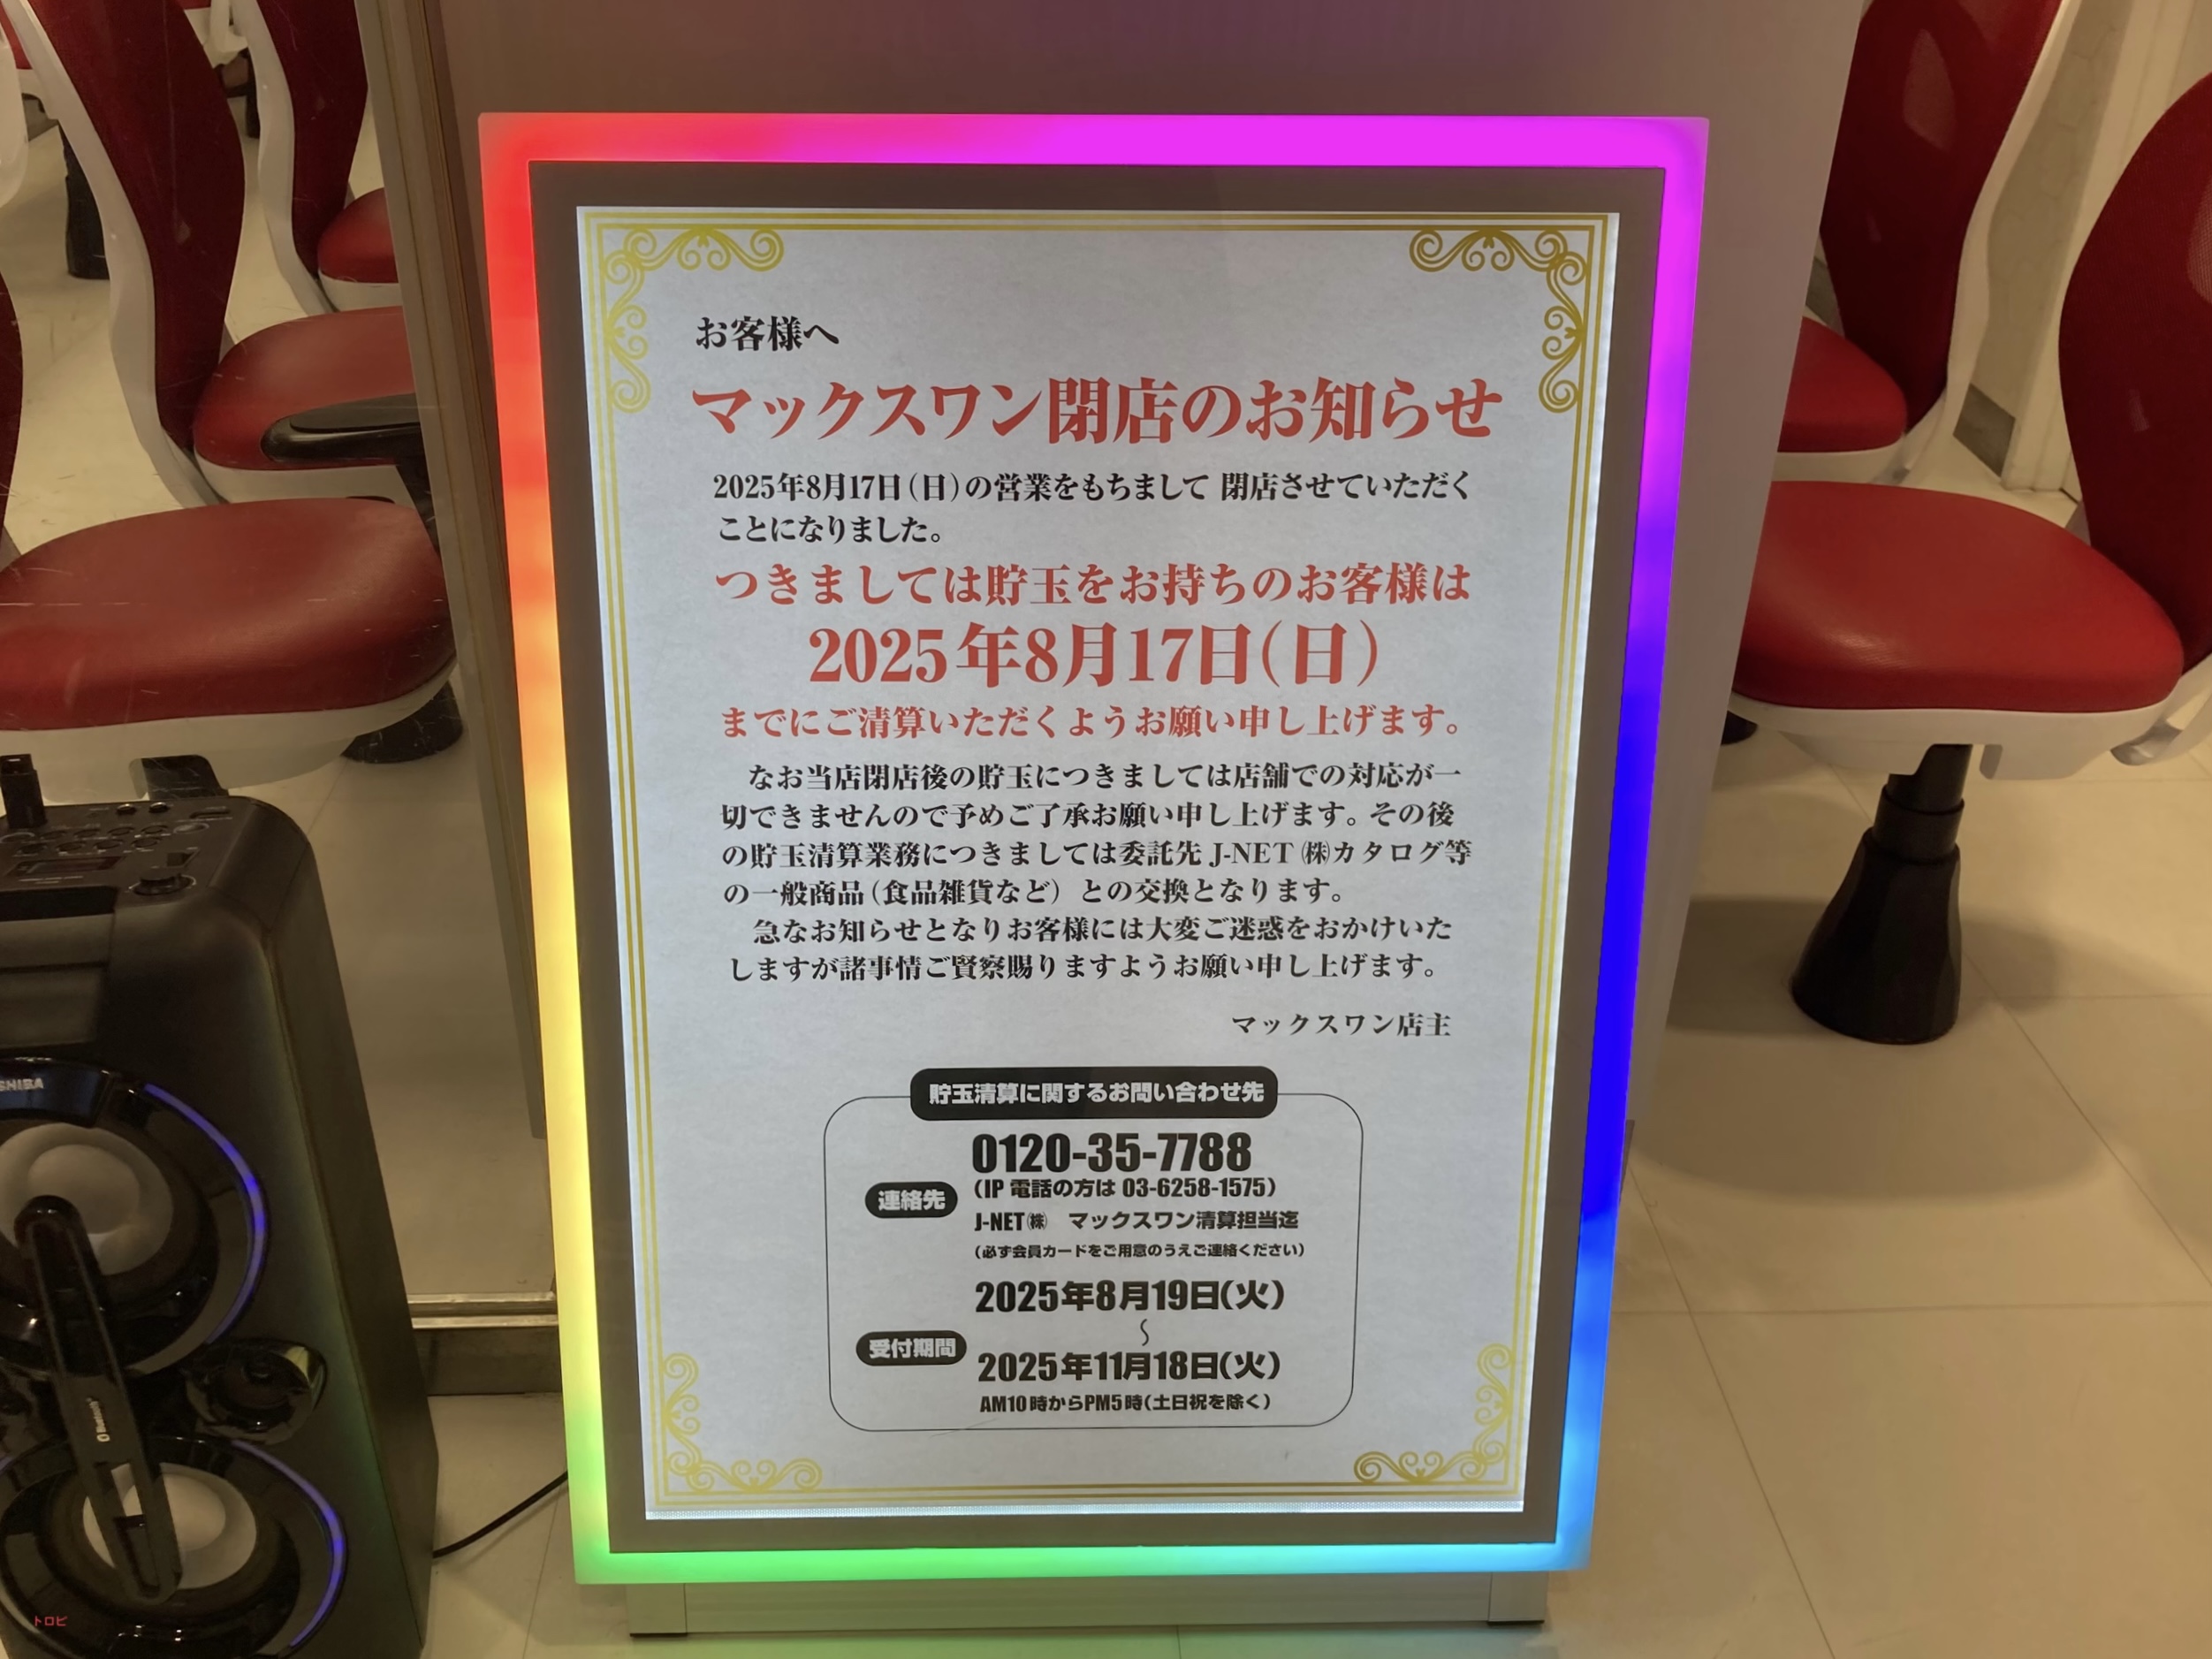 お客様へ
マックスワン閉店のお知らせ
2025年8月17日（日）の営業をもちまして 閉店させていただく
ことになりました。
つきましては貯玉をお持ちのお客様は
2025年8月17日（日）
までにご清算いただくようお願い申し上げます。
なお当店閉店後の貯玉につきましては店舗での対応が一
切できませんので予めご了承お願い申し上げます。その後
の貯玉清算業務につきましては委託先 J-NET ㈱カタログ等
の一般商品（食品雑貨など）との交換となります。
急なお知らせとなりお客様には大変ご迷惑をおかけいた
しますが諸事情ご賢察賜りますようお願い申し上げます。
マックスワン店主
貯玉清算に関するお問い合わせ先
連絡先
0120-35-7788
（IP 電話の方は 03-6258-1575）
J-NET㈱　マックスワン清算担当迄
（必ず会員カードをご用意のうえご連絡ください）
受付期間
2025年8月19日（火）
〜
2025年11月18日（火）
AM10時からPM5時（土日祝を除く）
Bluetooth
トロピ